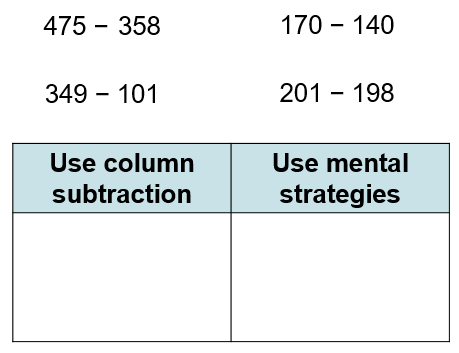 475 − 358
170 − 140
349 − 101
201 − 198
Use column
subtraction
Use mental
strategies